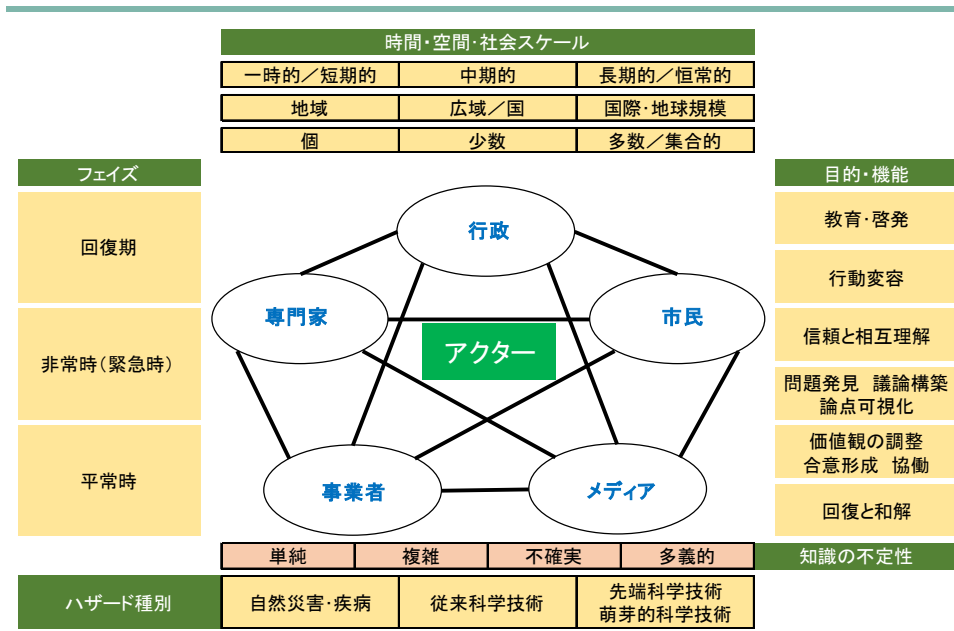 時間・空間・社会スケール
一時的／短期的 中期的 長期的／恒常的
地域 広域／国 国際・地球規模
個 少数 多数／集合的
フェイズ
回復期
非常時（緊急時）
平常時
行政
専門家
市民
アクター
事業者
メディア
目的・機能
教育・啓発
行動変容
信頼と相互理解
問題発見 議論構築
論点可視化
価値観の調整
合意形成 協働
回復と和解
単純 複雑 不確実 多義的 知識の不定性
ハザード種別 自然災害・疾病 従来科学技術 先端科学技術
萌芽的科学技術